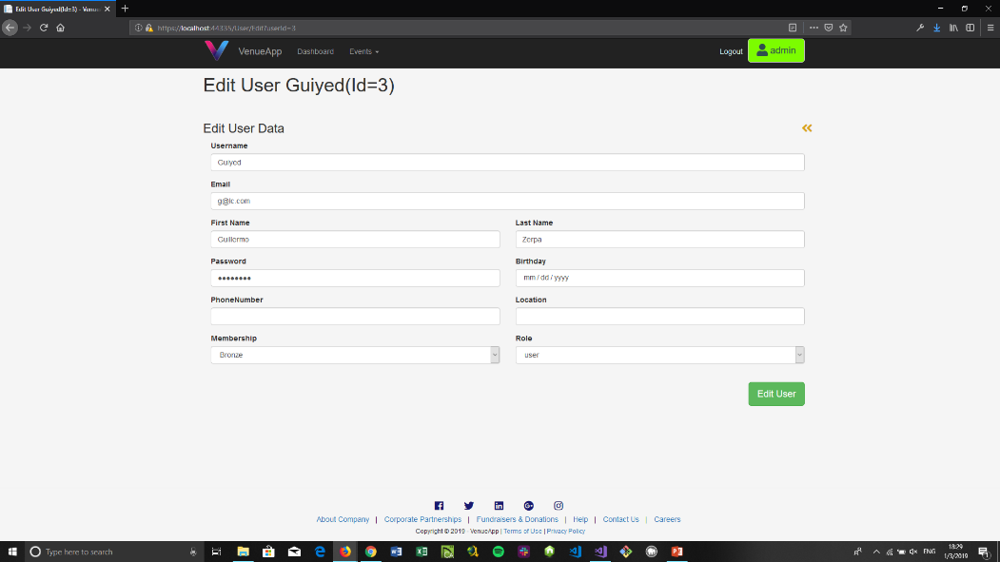 Edit User Guiyed(Id=3) - Venue
https://localhost:44335/User/Edit?userId=3
VenueApp Dashboard Events Logout admin
Edit User Guiyed(Id=3)
Edit User Data
Username
Guiyed
Email
g@lc.com
First Name Last Name
Guillermo Zerpa
Password Birthday
•••••••• mm / dd / yyyy
PhoneNumber Location
Membership Role
Bronze user
Edit User
About Company | Corporate Partnerships | Fundraisers & Donations | Help | Contact Us | Careers
Copyright © 2019 - VenueApp | Terms of Use | Privacy Policy
Type here to search ENG 18:29
1/3/2019